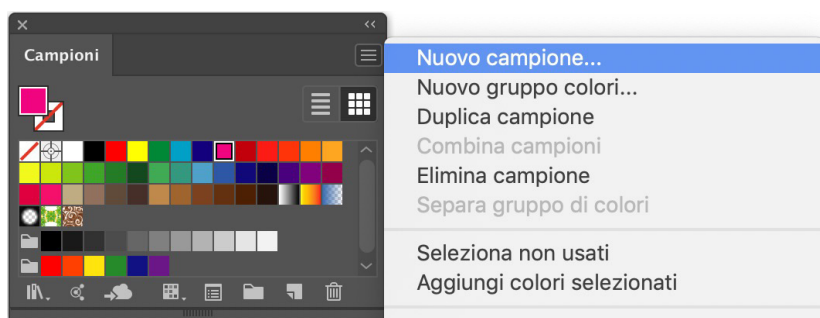 Campioni
Nuovo campione...
Nuovo gruppo colori...
Duplica campione
Combina campioni
Elimina campione
Separa gruppo di colori
Seleziona non usati
Aggiungi colori selezionati